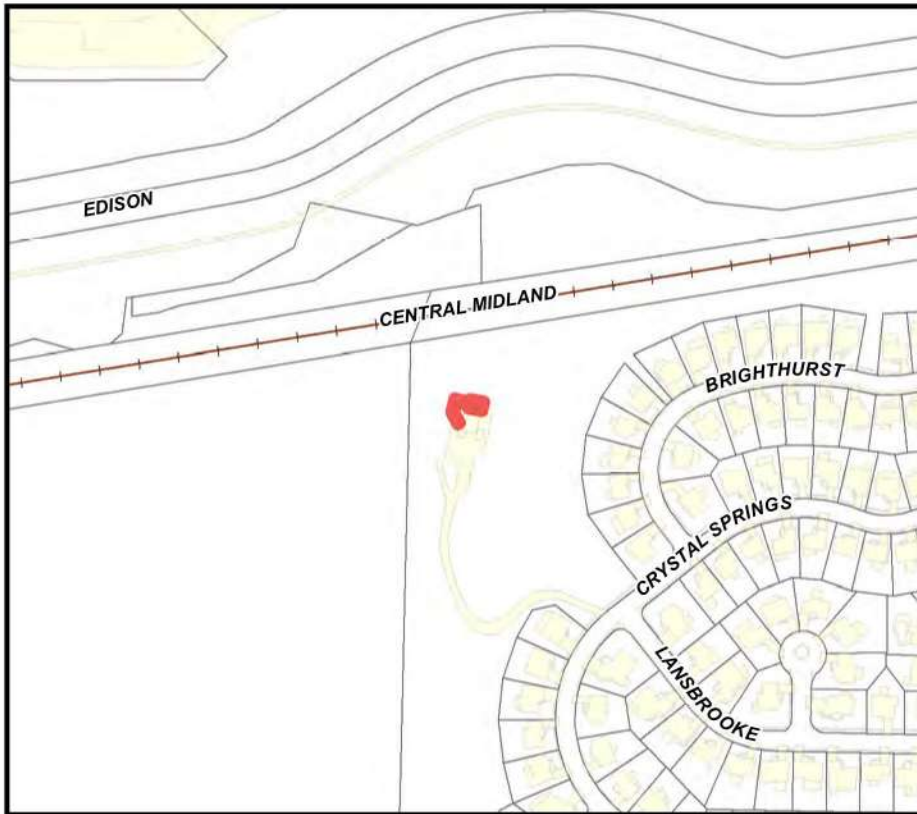 EDISON
CENTRAL MIDLAND
BRIGHTHURST
CRYSTAL SPRINGS
LANSBROOKE